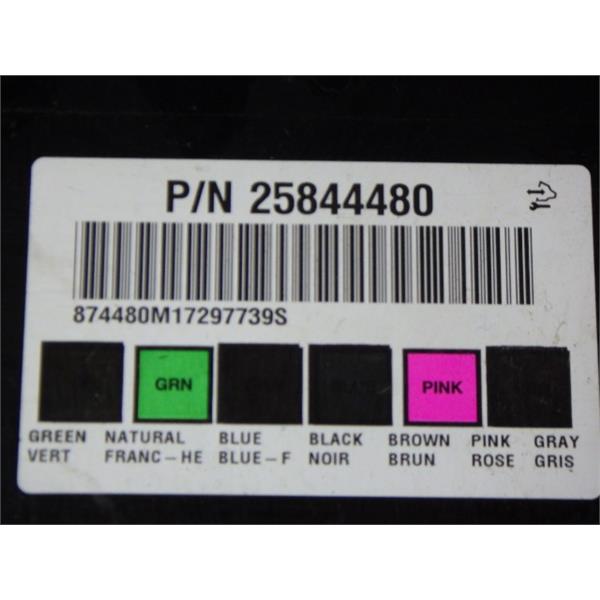 P/N 25844480
874480M17297739S
GRN PINK
GREEN NATURAL BLUE BLACK BROWN PINK GRAY
VERT FRANC-HE BLUE-F NOIR BRUN ROSE GRIS